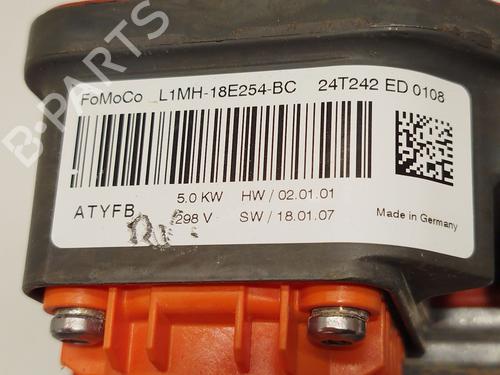 B-PARTS
FoMoCo L1MH-18E254-BC 24T242 ED 0108
5.0 KW HW / 02.01.01
ATYFB
298 V SW / 18.01.07
Made in Germany